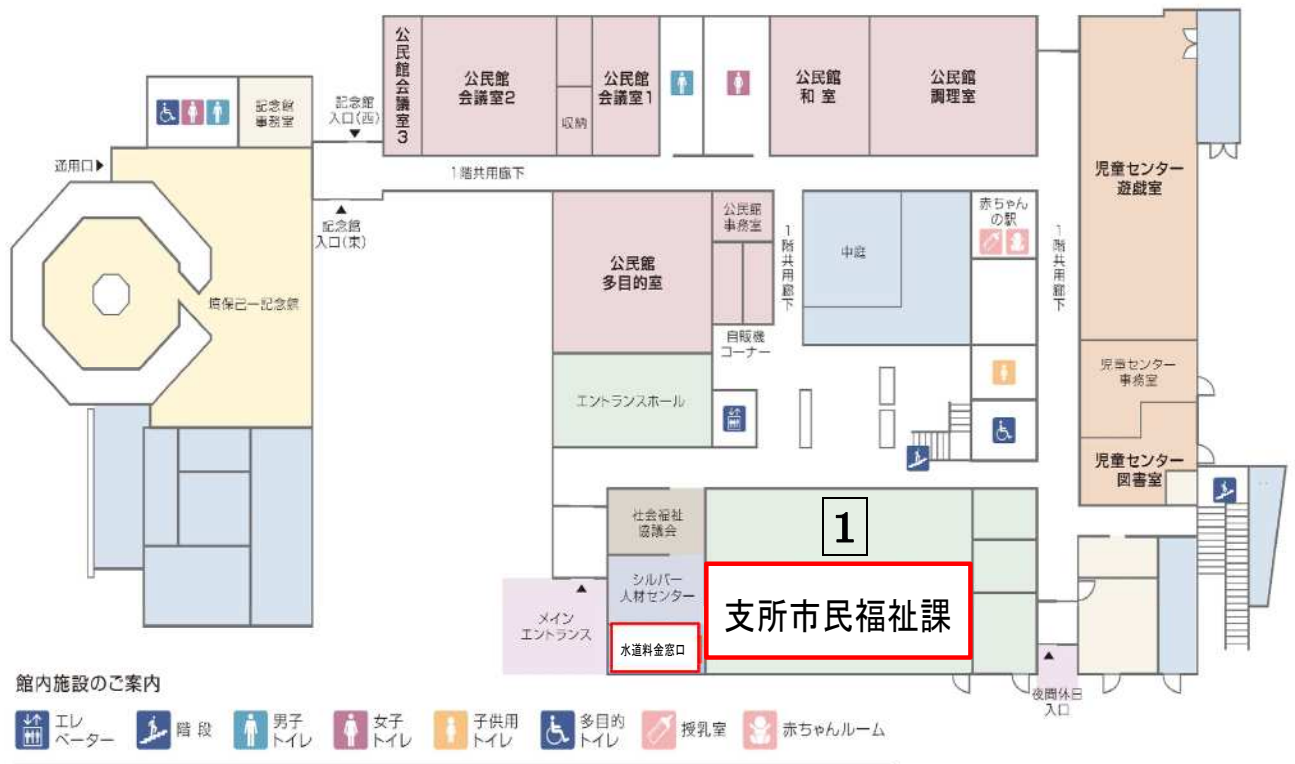 公民館会議室3
公民館
会議室2
収納
公民館
会議室1
公民館
和 室
公民館
調理室
記念館
事務室
記念館
入口(西)
▼
通用口▶
1階共用廊下
▲
記念館
入口(東)
児童センター
遊戯室
公民館
事務室
1階共用廊下
中庭
赤ちゃん
の駅
1階共用廊下
公民館
多目的室
塙保己一記念館
自販機
コーナー
エントランスホール
児童センター
事務室
児童センター
図書室
社会福祉
協議会
1
シルバー
人材センター
支所市民福祉課
▲
メイン
エントランス
水道料金窓口
▲
夜間休日
入口
館内施設のご案内
エレ
ベーター
階 段
男子
トイレ
女子
トイレ
子供用
トイレ
多目的
トイレ
授乳室
赤ちゃんルーム